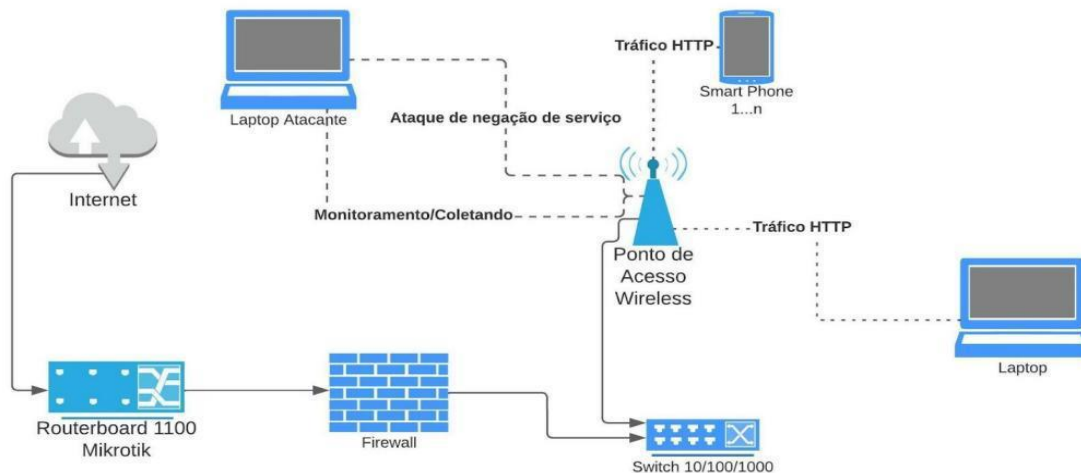 Tráfico HTTP
Smart Phone
1...n
Laptop Atacante
Ataque de negação de serviço
Internet
Monitoramento/Coletando
Tráfico HTTP
Ponto de
Acesso
Wireless
Laptop
Routerboard 1100
Mikrotik
Firewall
Switch 10/100/1000